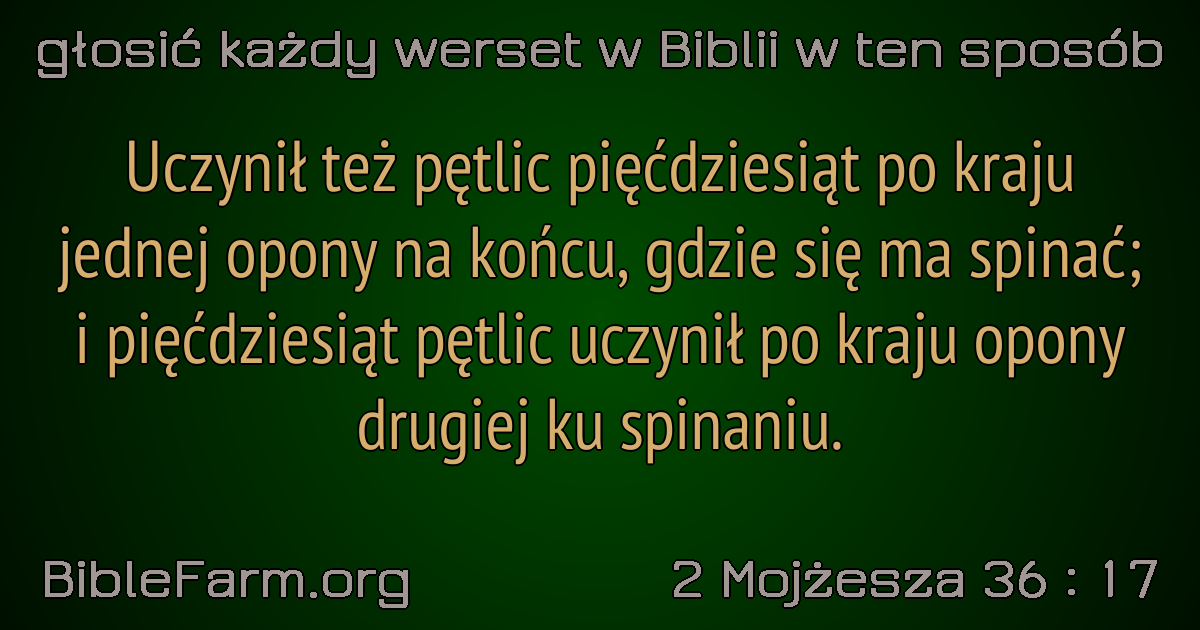 głosić każdy werset w Biblii w ten sposób
Uczynił też pętlic pięćdziesiąt po kraju
jednej opony na końcu, gdzie się ma spinać;
i pięćdziesiąt pętlic uczynił po kraju opony
drugiej ku spinaniu.
BibleFarm.org
2 Mojżesza 36 : 17